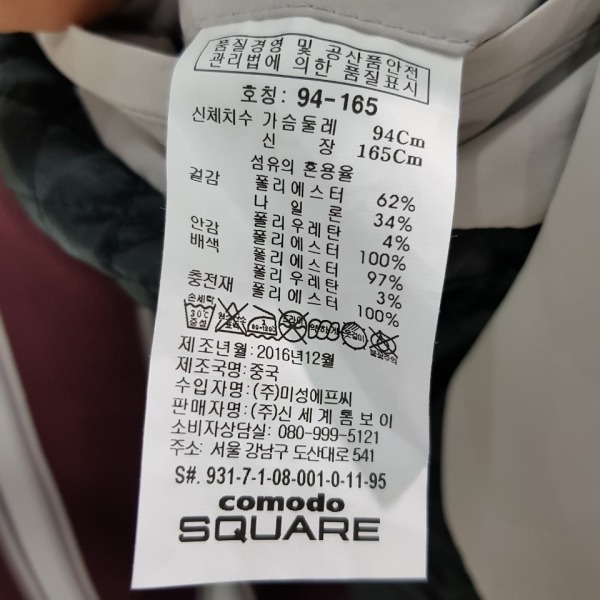 품질경영 및 공산품안전
관리법에 의한 품질표시
호칭: 94-165
신체치수 가슴둘레 94Cm
신 장 165Cm
섬유의 혼용율
겉감 폴리에스터 62%
나 일 론 34%
폴리우레탄 4%
안감 폴리에스터 100%
배색 폴리에스터 97%
폴리우레탄 3%
충전재 폴리에스터 100%
손세탁
30℃
중성
제조년월: 2016년12월
제조국명: 중국
수입자명: (주)미성에프씨
판매자명: (주)신세계톰보이
소비자상담실: 080-999-5121
주소: 서울 강남구 도산대로 541
S#. 931-7-1-08-001-0-11-95
comodo
SQUARE